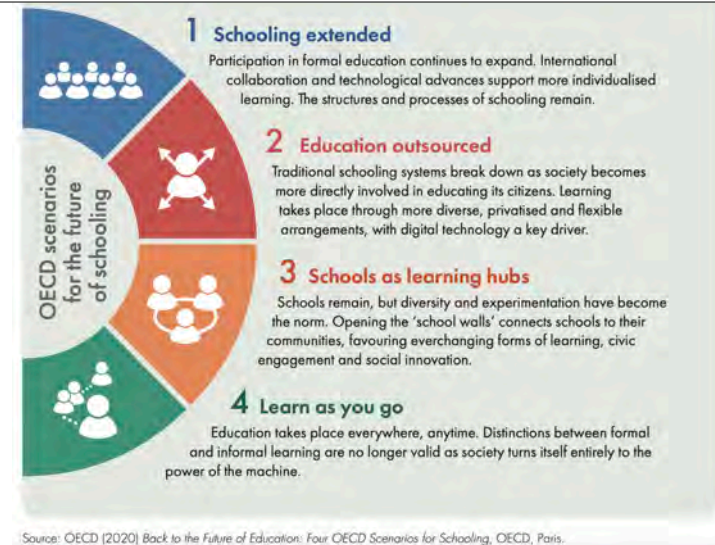 OECD scenarios
for the future
of schooling
1 Schooling extended
Participation in formal education continues to expand. International
collaboration and technological advances support more individualised
learning. The structures and processes of schooling remain.
2 Education outsourced
Traditional schooling systems break down as society becomes
more directly involved in educating its citizens. Learning
takes place through more diverse, privatised and flexible
arrangements, with digital technology a key driver.
3 Schools as learning hubs
Schools remain, but diversity and experimentation have become
the norm. Opening the ‘school walls’ connects schools to their
communities, favouring everchanging forms of learning, civic
engagement and social innovation.
4 Learn as you go
Education takes place everywhere, anytime. Distinctions between formal
and informal learning are no longer valid as society turns itself entirely to the
power of the machine.
Source: OECD (2020) Back to the Future of Education: Four OECD Scenarios for Schooling, OECD, Paris.